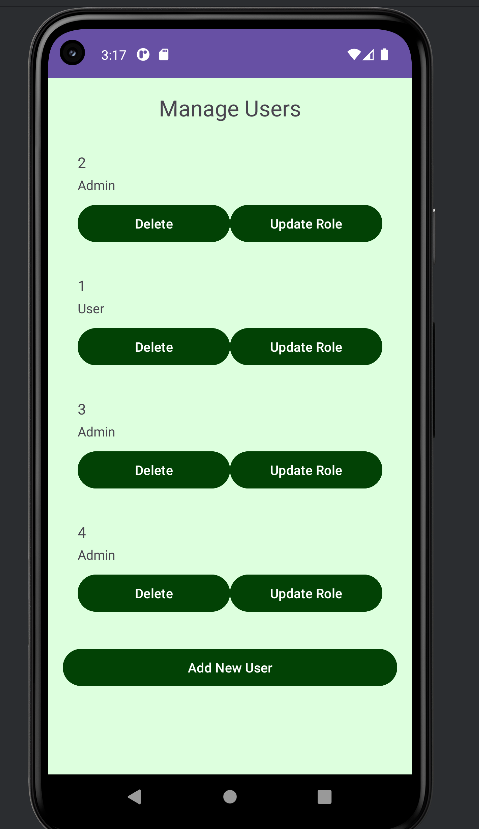 3:17
Manage Users
2
Admin
Delete Update Role
1
User
Delete Update Role
3
Admin
Delete Update Role
4
Admin
Delete Update Role
Add New User